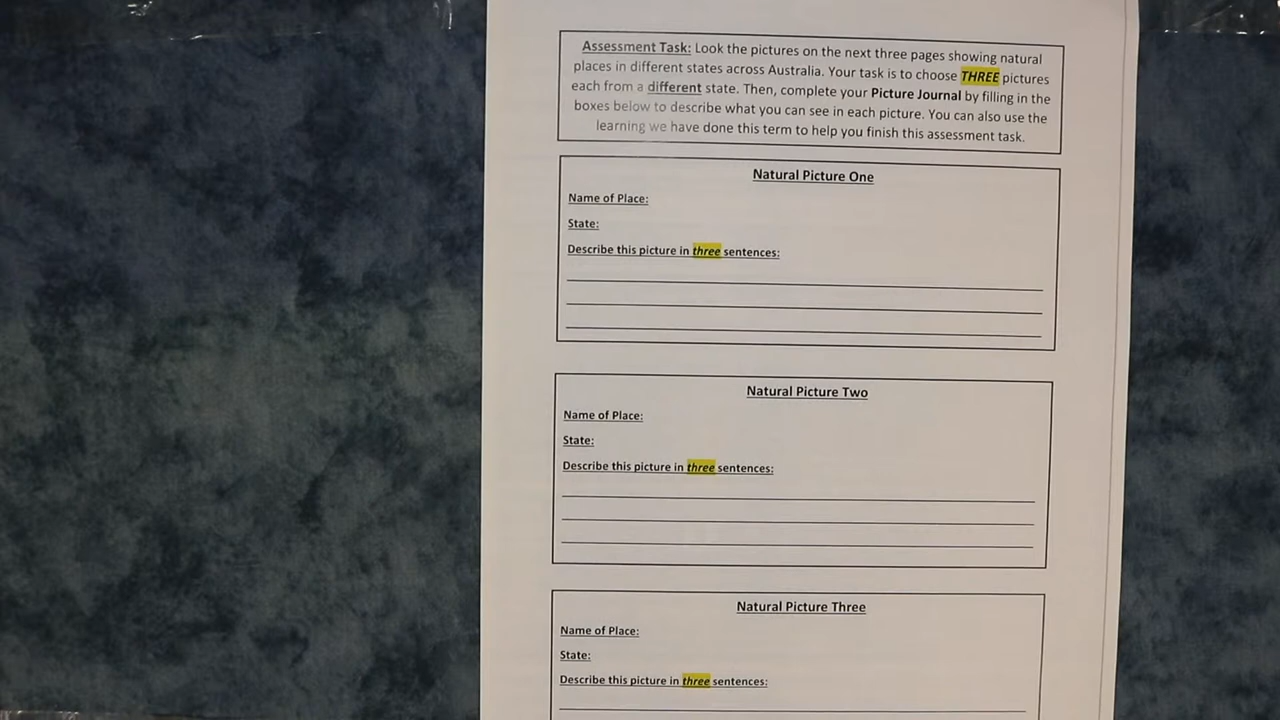 Assessment Task: Look the pictures on the next three pages showing natural
places in different states across Australia. Your task is to choose THREE pictures
each from a different state. Then, complete your Picture Journal by filling in the
boxes below to describe what you can see in each picture. You can also use the
learning we have done this term to help you finish this assessment task.
Natural Picture One
Name of Place:
State:
Describe this picture in three sentences:
Natural Picture Two
Name of Place:
State:
Describe this picture in three sentences:
Natural Picture Three
Name of Place:
State:
Describe this picture in three sentences: